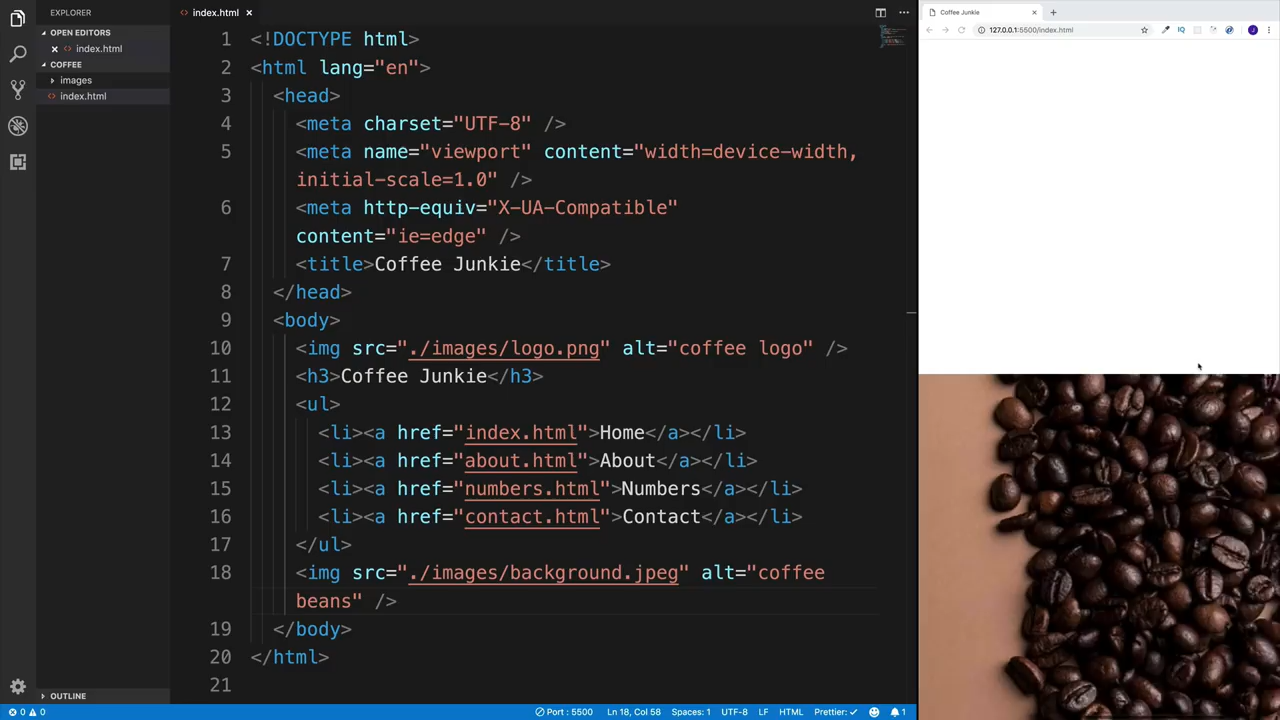 EXPLORER
OPEN EDITORS
index.html
COFFEE
images
index.html
OUTLINE
index.html
1 <!DOCTYPE html>
2 <html lang="en">
3 <head>
4 <meta charset="UTF-8" />
5 <meta name="viewport" content="width=device-width,
initial-scale=1.0" />
6 <meta http-equiv="X-UA-Compatible"
content="ie=edge" />
7 <title>Coffee Junkie</title>
8 </head>
9 <body>
10 <img src="./images/logo.png" alt="coffee logo" />
11 <h3>Coffee Junkie</h3>
12 <ul>
13 <li><a href="index.html">Home</a></li>
14 <li><a href="about.html">About</a></li>
15 <li><a href="numbers.html">Numbers</a></li>
16 <li><a href="contact.html">Contact</a></li>
17 </ul>
18 <img src="./images/background.jpeg" alt="coffee
beans" />
19 </body>
20 </html>
21
0 0 Port : 5500 Ln 18, Col 58 Spaces: 1 UTF-8 LF HTML Prettier: ✓ 1
Coffee Junkie
127.0.0.1:5500/index.html
IQ
J